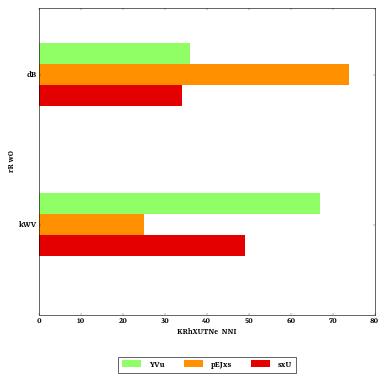 dB
rR wO
kWV
0 10 20 30 40 50 60 70 80
KRhXUTNe NNI
YVu pEJxs sxU